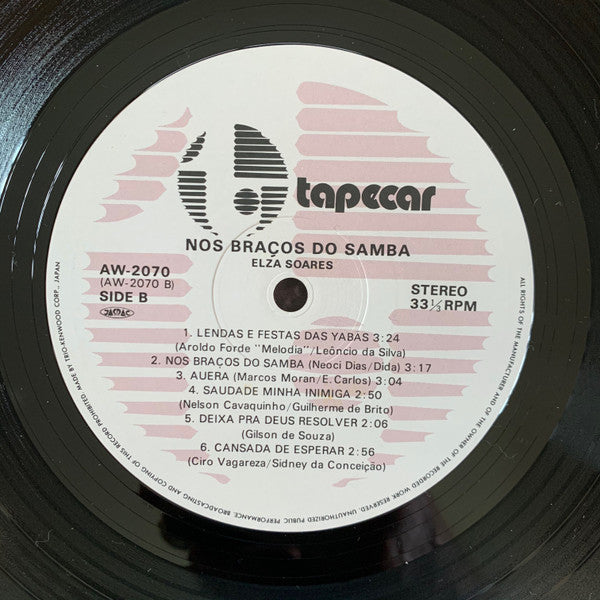 tapecar
NOS BRAÇOS DO SAMBA
ELZA SOARES
AW-2070
(AW-2070 B)
SIDE B
JASRAC
STEREO
33 1/3 RPM
1. LENDAS E FESTAS DAS YABAS 3:24
(Aroldo Forde "Melodia"/Leôncio da Silva)
2. NOS BRAÇOS DO SAMBA (Neoci Dias/Dida) 3:17
3. AUERA (Marcos Moran/E. Carlos) 3:04
4. SAUDADE MINHA INIMIGA 2:50
(Nelson Cavaquinho/Guilherme de Brito)
5. DEIXA PRA DEUS RESOLVER 2:06
(Gilson de Souza)
6. CANSADA DE ESPERAR 2:56
(Ciro Vagareza/Sidney da Conceição)
ALL RIGHTS OF THE MANUFACTURER AND OF THE OWNER OF THE RECORDED WORK RESERVED. UNAUTHORIZED PUBLIC PERFORMANCE, BROADCASTING AND COPYING OF THIS RECORD PROHIBITED. MADE BY TRIO-KENWOOD CORP., JAPAN